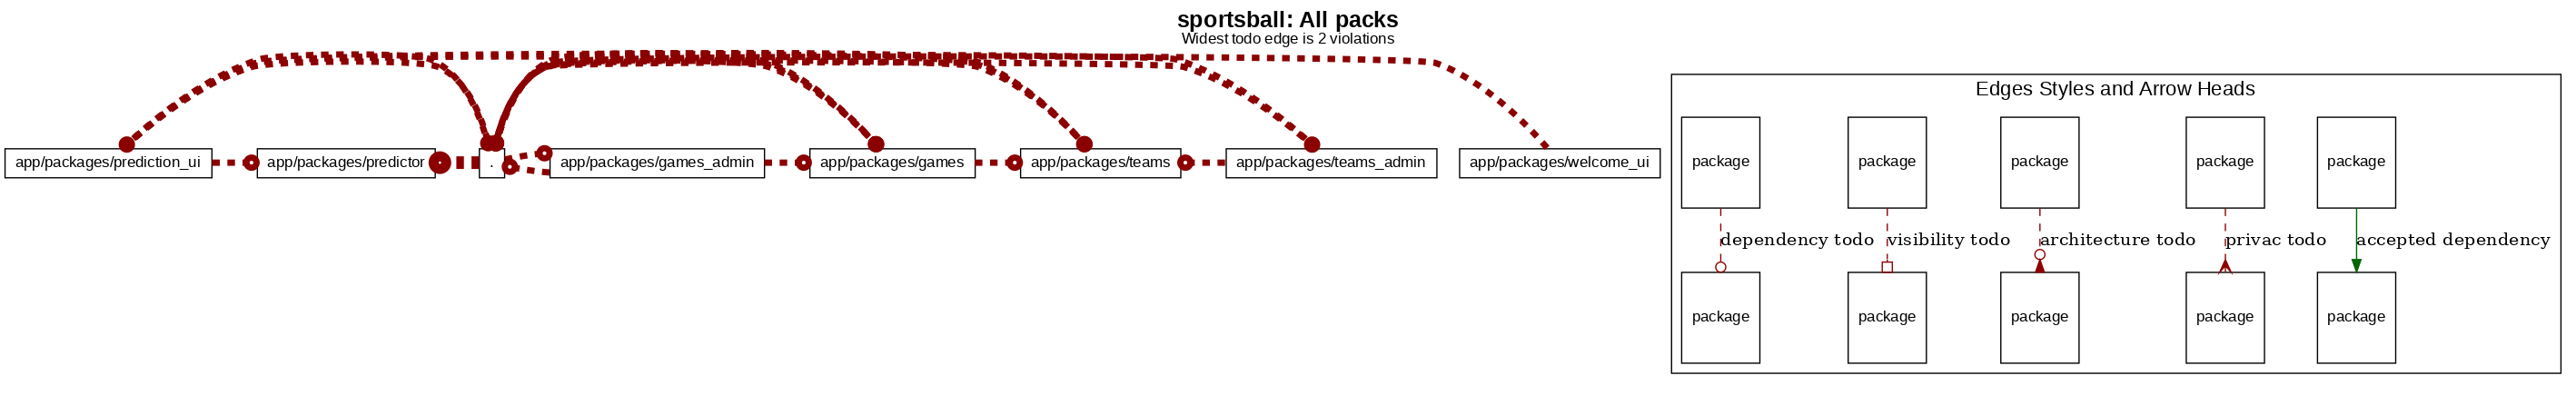 sportsball: All packs
Widest todo edge is 2 violations
app/packages/prediction_ui
app/packages/predictor
.
app/packages/games_admin
app/packages/games
app/packages/teams
app/packages/teams_admin
app/packages/welcome_ui
Edges Styles and Arrow Heads
package package package package package
dependency todo visibility todo architecture todo privac todo accepted dependency
package package package package package